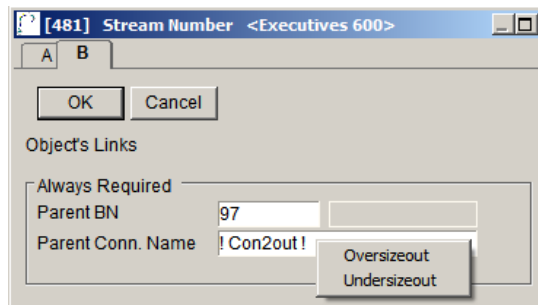 [481] Stream Number <Executives 600>
A B
OK Cancel
Object's Links
Always Required
Parent BN 97
Parent Conn. Name ! Con2out !
Oversizeout
Undersizeout